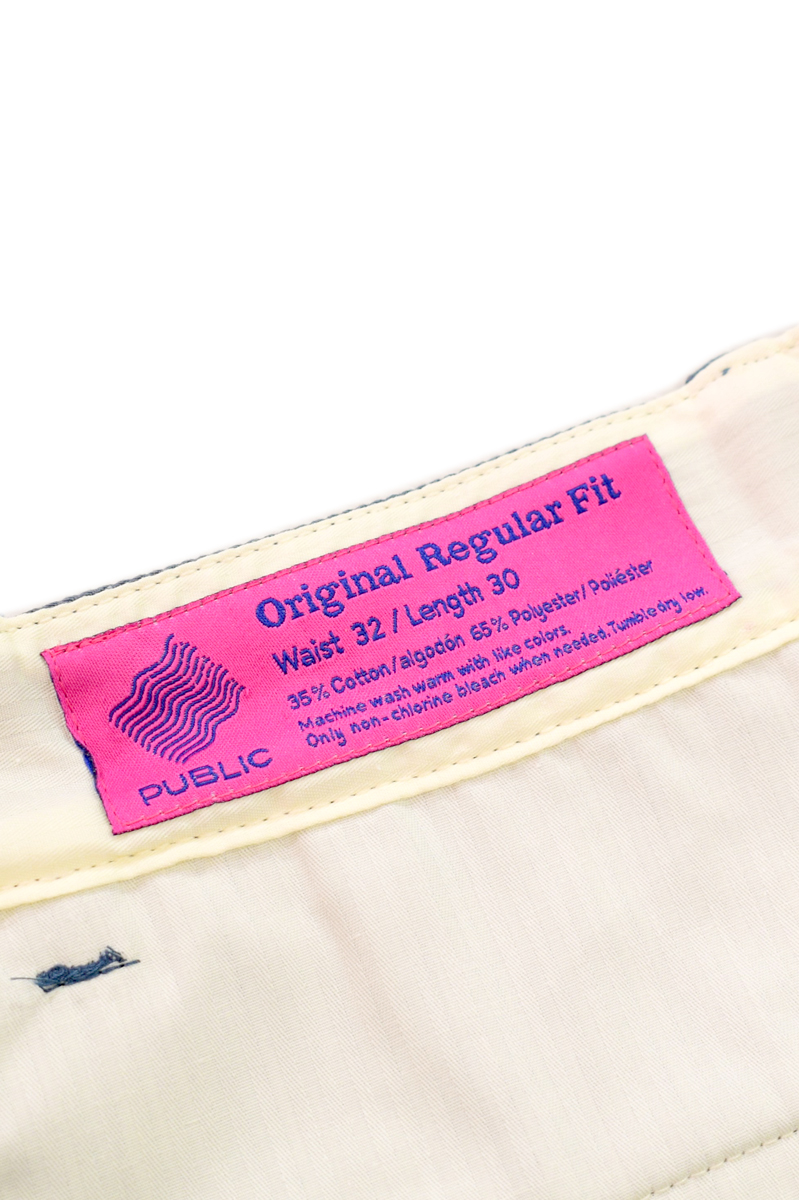 Original Regular Fit
Waist 32 / Length 30
35% Cotton/algodón 65% Polyester/Poliéster
Machine wash warm with like colors.
Only non-chlorine bleach when needed. Tumble dry low.
PUBLIC